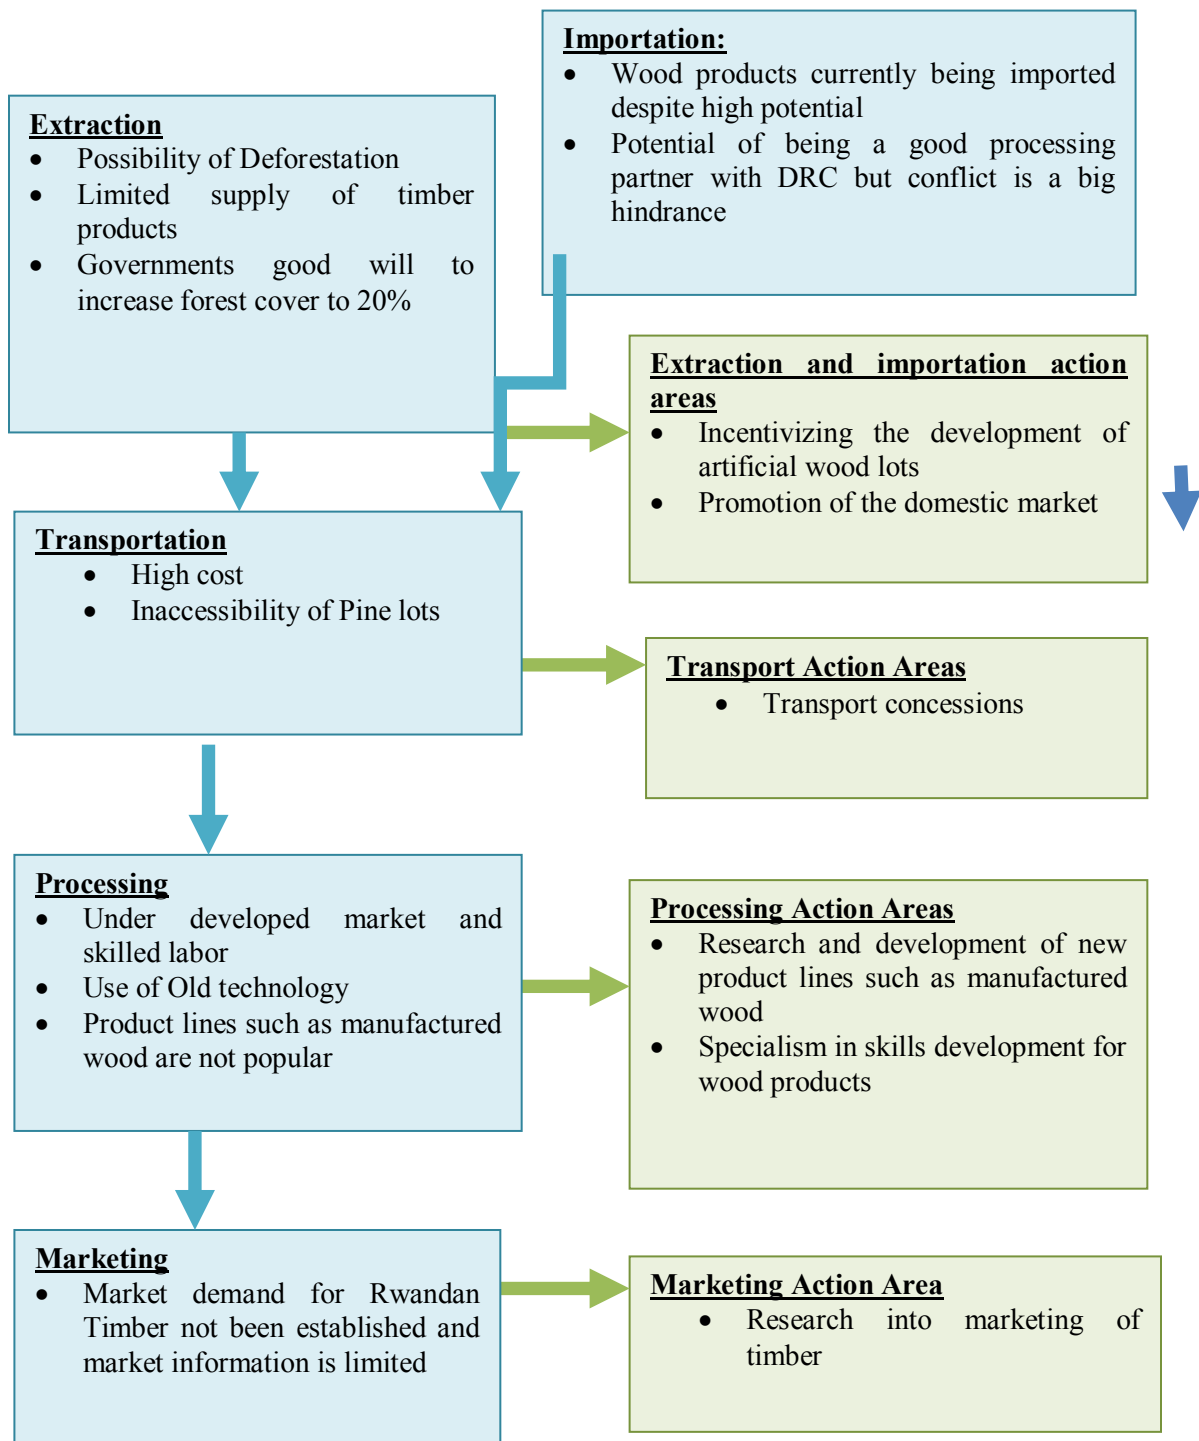 Importation:
• Wood products currently being imported
despite high potential
• Potential of being a good processing
partner with DRC but conflict is a big
hindrance
Extraction
• Possibility of Deforestation
• Limited supply of timber
products
• Governments good will to
increase forest cover to 20%
Extraction and importation action
areas
• Incentivizing the development of
artificial wood lots
• Promotion of the domestic market
Transportation
• High cost
• Inaccessibility of Pine lots
Transport Action Areas
• Transport concessions
Processing
• Under developed market and
skilled labor
• Use of Old technology
• Product lines such as manufactured
wood are not popular
Processing Action Areas
• Research and development of new
product lines such as manufactured
wood
• Specialism in skills development for
wood products
Marketing
• Market demand for Rwandan
Timber not been established and
market information is limited
Marketing Action Area
• Research into marketing of
timber